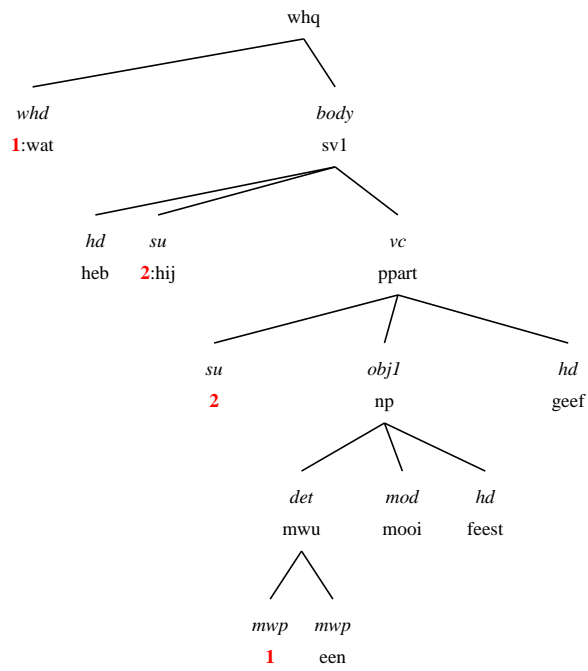 whq
whd body
1:wat sv1
hd su vc
heb 2:hij ppart
su obj1 hd
2 np geef
det mod hd
mwu mooi feest
mwp mwp
1 een